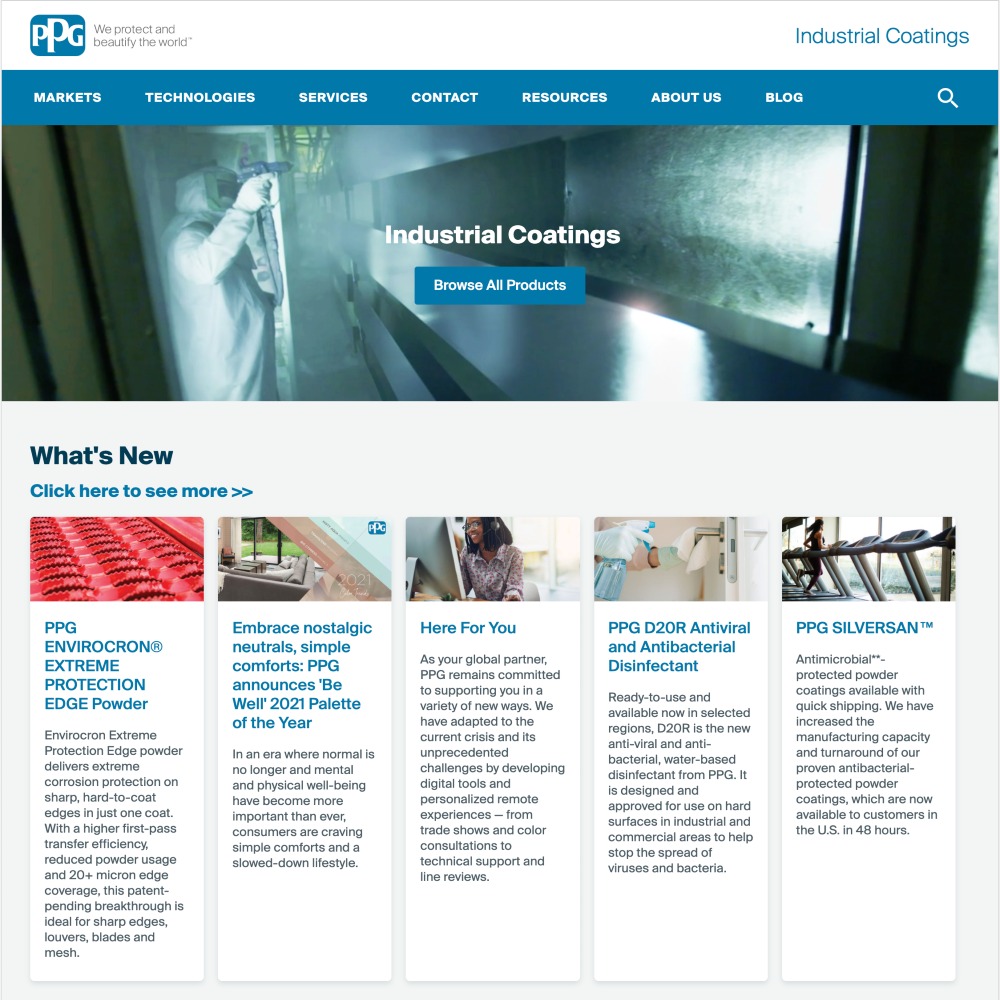 PPG
We protect and
beautify the world™
Industrial Coatings
MARKETS TECHNOLOGIES SERVICES CONTACT RESOURCES ABOUT US BLOG
Industrial Coatings
Browse All Products
What's New
Click here to see more >>
PPG
ENVIROCRON®
EXTREME
PROTECTION
EDGE Powder
Envirocron Extreme
Protection Edge powder
delivers extreme
corrosion protection on
sharp, hard-to-coat
edges in just one coat.
With a higher first-pass
transfer efficiency,
reduced powder usage
and 20+ micron edge
coverage, this patent-
pending breakthrough is
ideal for sharp edges,
louvers, blades and
mesh.
PPG
2021
Embrace nostalgic
neutrals, simple
comforts: PPG
announces 'Be
Well' 2021 Palette
of the Year
In an era where normal is
no longer and mental
and physical well-being
have become more
important than ever,
consumers are craving
simple comforts and a
slowed-down lifestyle.
Here For You
As your global partner,
PPG remains committed
to supporting you in a
variety of new ways. We
have adapted to the
current crisis and its
unprecedented
challenges by developing
digital tools and
personalized remote
experiences — from
trade shows and color
consultations to
technical support and
line reviews.
PPG D20R Antiviral
and Antibacterial
Disinfectant
Ready-to-use and
available now in selected
regions, D20R is the new
anti-viral and anti-
bacterial, water-based
disinfectant from PPG. It
is designed and
approved for use on hard
surfaces in industrial and
commercial areas to help
stop the spread of
viruses and bacteria.
PPG SILVERSAN™
Antimicrobial**-
protected powder
coatings available with
quick shipping. We have
increased the
manufacturing capacity
and turnaround of our
proven antibacterial-
protected powder
coatings, which are now
available to customers in
the U.S. in 48 hours.